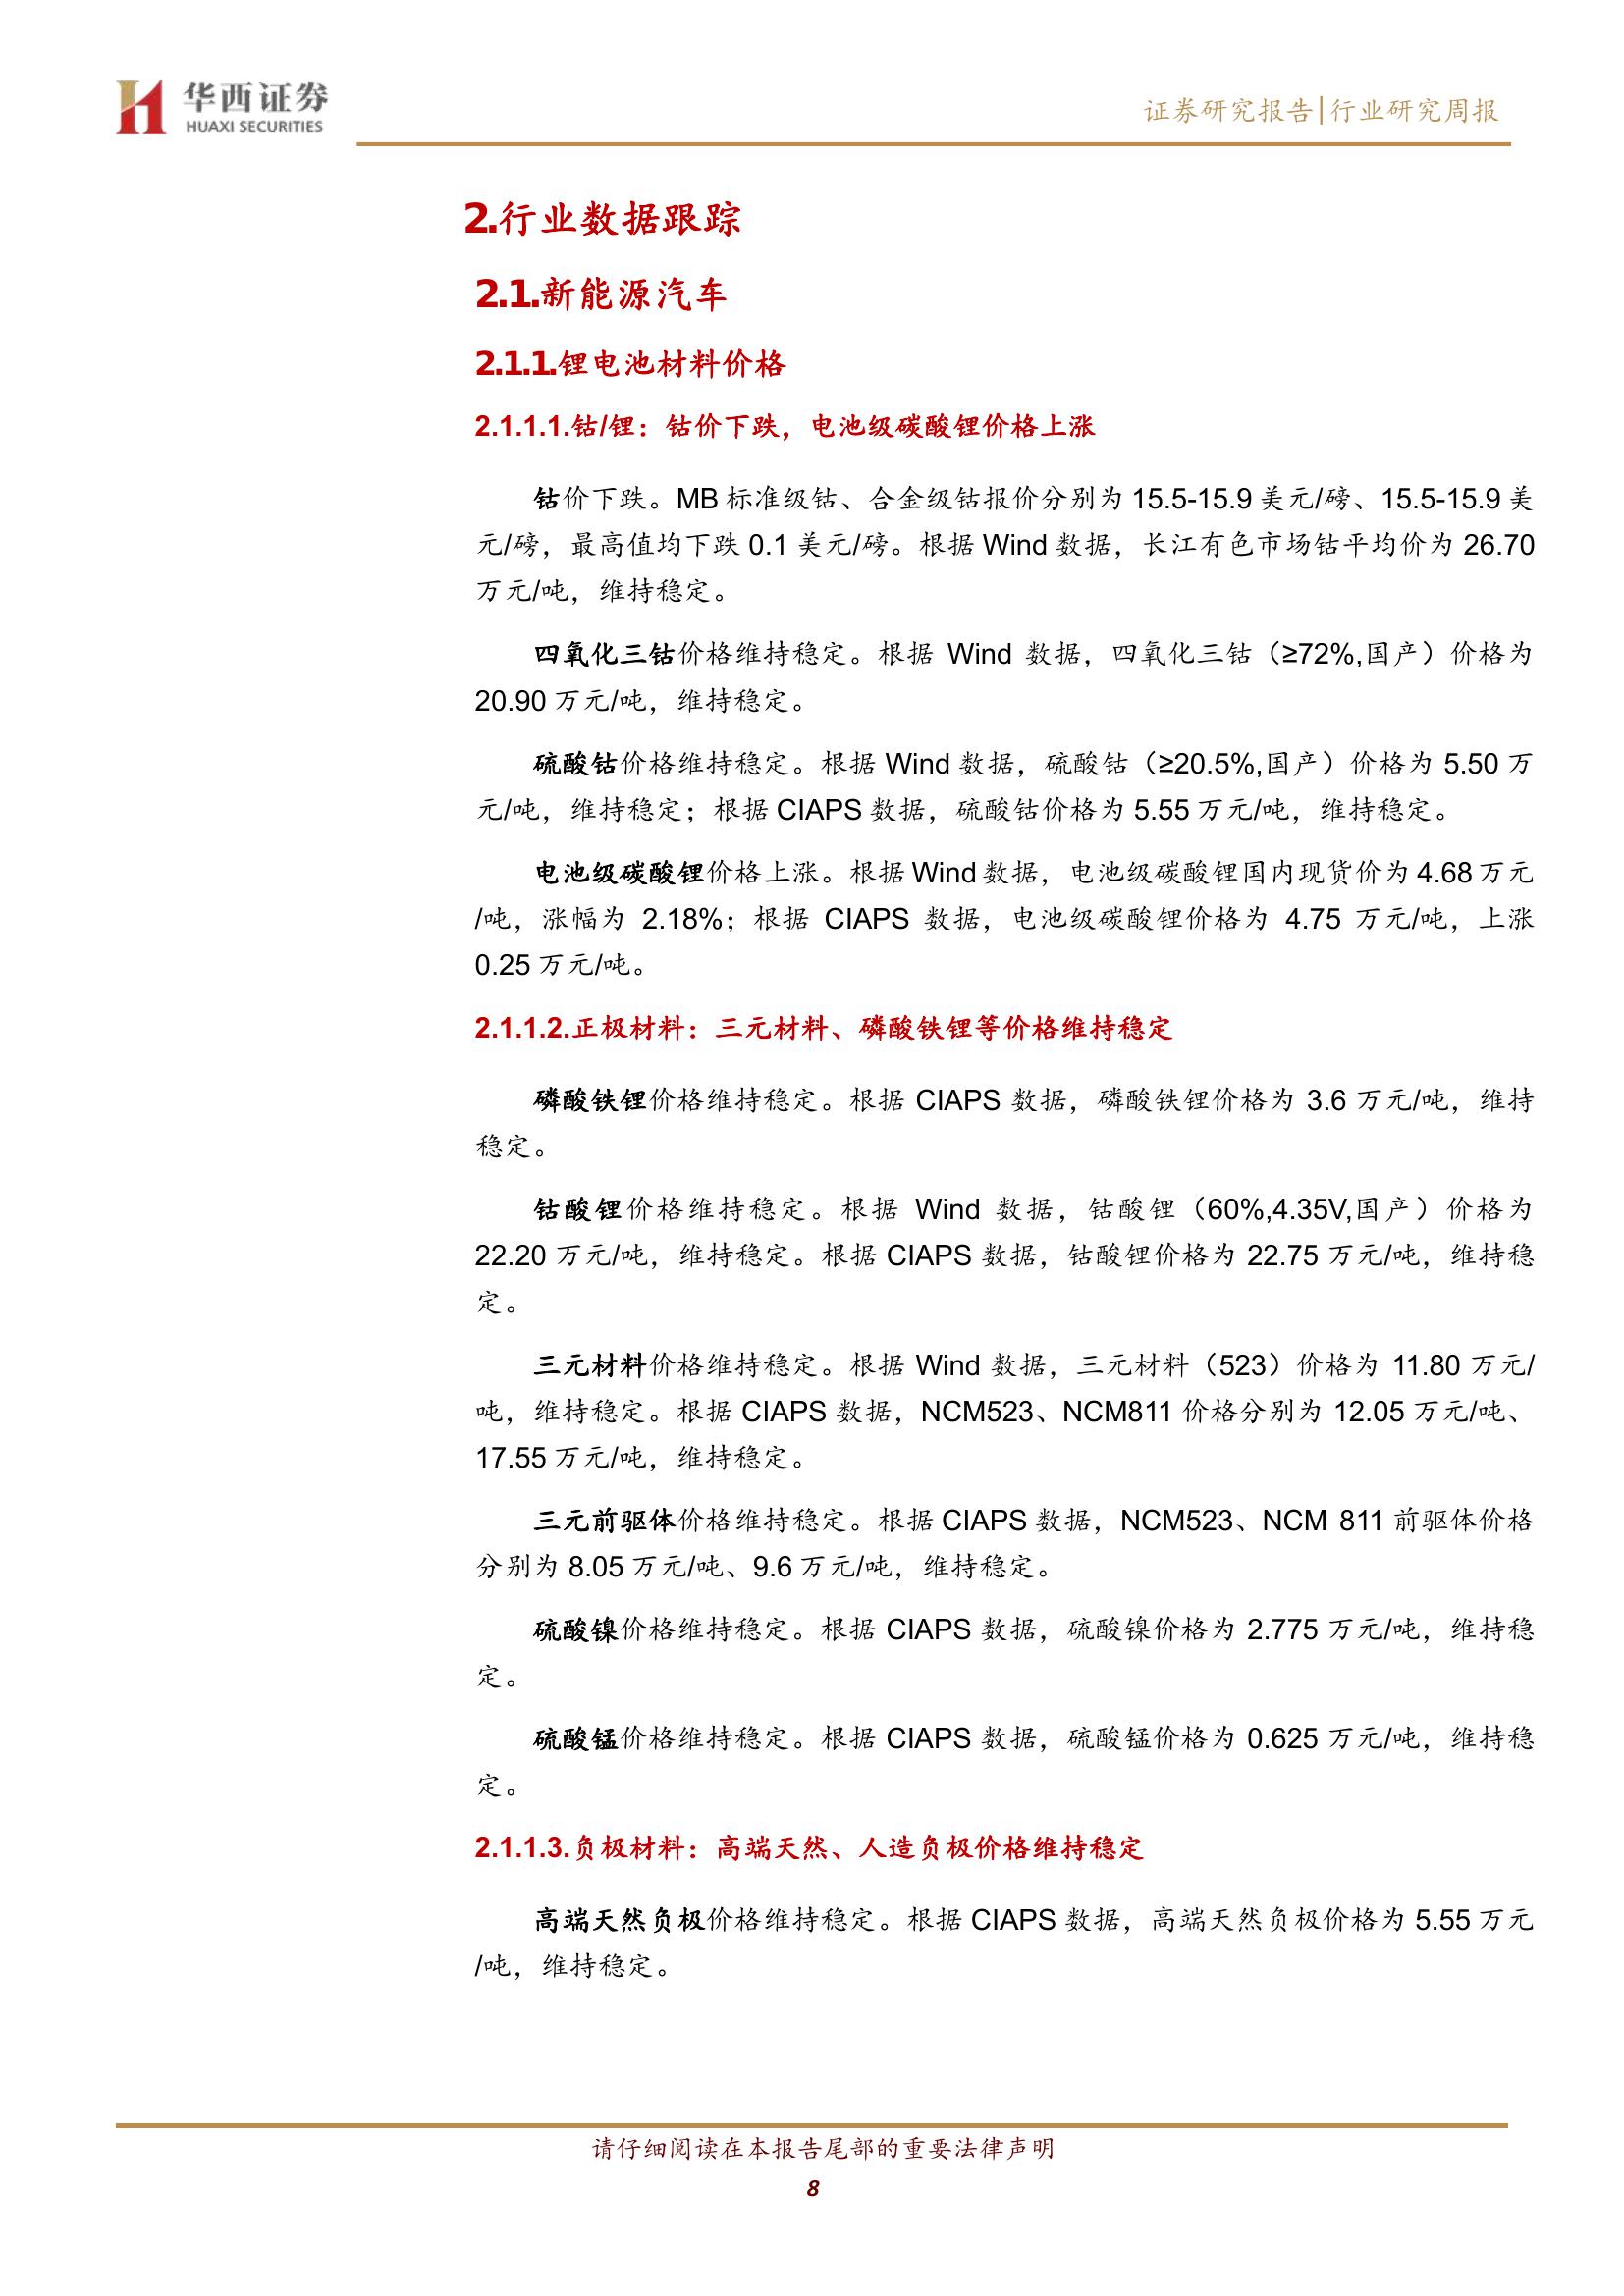 华西证券
HUAXI SECURITIES
证券研究报告|行业研究周报
2.行业数据跟踪
2.1.新能源汽车
2.1.1.锂电池材料价格
2.1.1.1.钴/锂：钴价下跌，电池级碳酸锂价格上涨
钴价下跌。MB 标准级钴、合金级钴报价分别为 15.5-15.9 美元/磅、15.5-15.9 美
元/磅，最高值均下跌 0.1 美元/磅。根据 Wind 数据，长江有色市场钴平均价为 26.70
万元/吨，维持稳定。
四氧化三钴价格维持稳定。根据 Wind 数据，四氧化三钴（≥72%,国产）价格为
20.90 万元/吨，维持稳定。
硫酸钴价格维持稳定。根据 Wind 数据，硫酸钴（≥20.5%,国产）价格为 5.50 万
元/吨，维持稳定；根据 CIAPS 数据，硫酸钴价格为 5.55 万元/吨，维持稳定。
电池级碳酸锂价格上涨。根据 Wind 数据，电池级碳酸锂国内现货价为 4.68 万元
/吨，涨幅为 2.18%；根据 CIAPS 数据，电池级碳酸锂价格为 4.75 万元/吨，上涨
0.25 万元/吨。
2.1.1.2.正极材料：三元材料、磷酸铁锂等价格维持稳定
磷酸铁锂价格维持稳定。根据 CIAPS 数据，磷酸铁锂价格为 3.6 万元/吨，维持
稳定。
钴酸锂价格维持稳定。根据 Wind 数据，钴酸锂（60%,4.35V,国产）价格为
22.20 万元/吨，维持稳定。根据 CIAPS 数据，钴酸锂价格为 22.75 万元/吨，维持稳
定。
三元材料价格维持稳定。根据 Wind 数据，三元材料（523）价格为 11.80 万元/
吨，维持稳定。根据 CIAPS 数据，NCM523、NCM811 价格分别为 12.05 万元/吨、
17.55 万元/吨，维持稳定。
三元前驱体价格维持稳定。根据 CIAPS 数据，NCM523、NCM 811 前驱体价格
分别为 8.05 万元/吨、9.6 万元/吨，维持稳定。
硫酸镍价格维持稳定。根据 CIAPS 数据，硫酸镍价格为 2.775 万元/吨，维持稳
定。
硫酸锰价格维持稳定。根据 CIAPS 数据，硫酸锰价格为 0.625 万元/吨，维持稳
定。
2.1.1.3.负极材料：高端天然、人造负极价格维持稳定
高端天然负极价格维持稳定。根据 CIAPS 数据，高端天然负极价格为 5.55 万元
/吨，维持稳定。
请仔细阅读在本报告尾部的重要法律声明
8